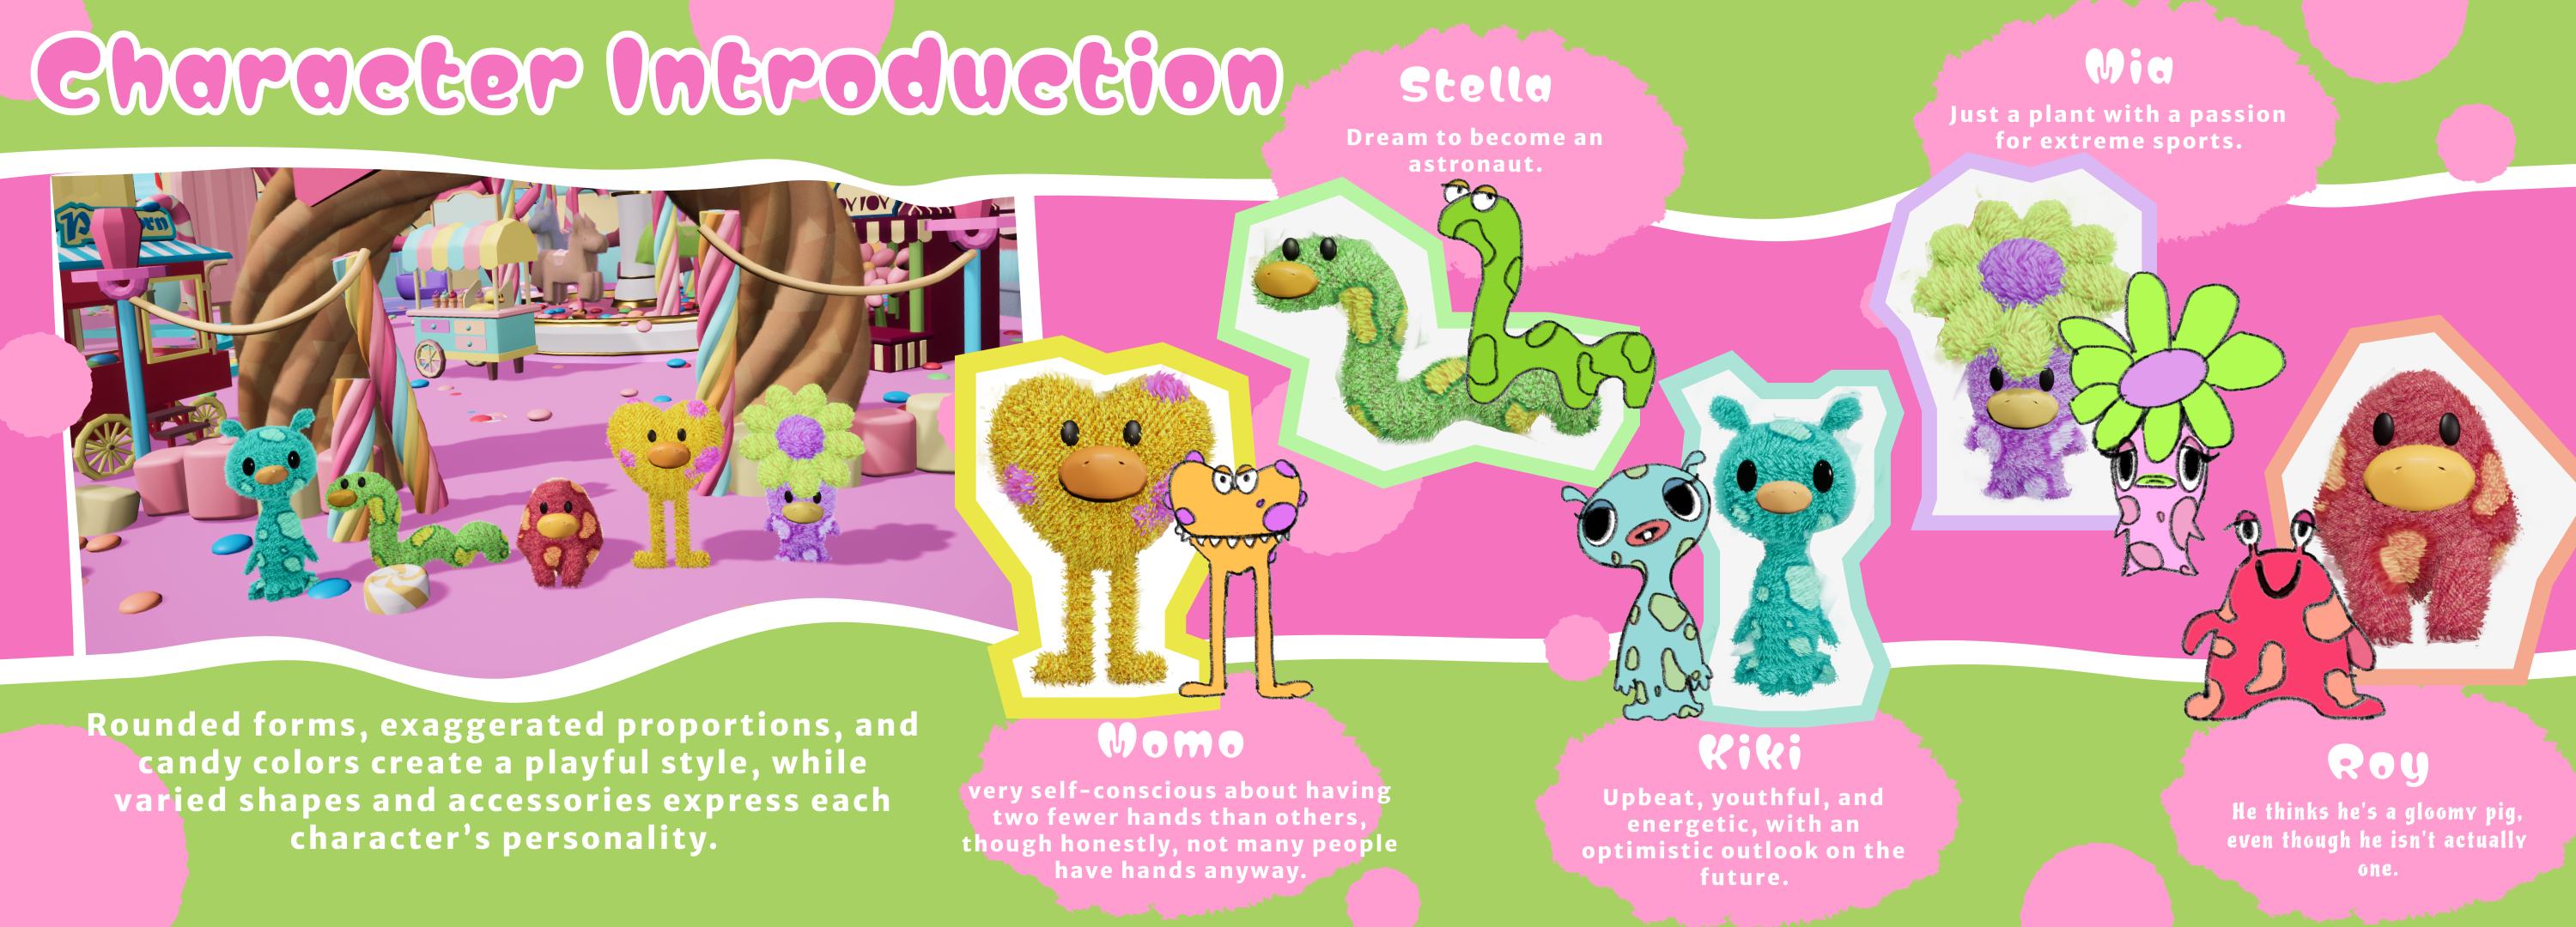 Character Introduction
Stella
Dream to become an
astronaut.
Mia
Just a plant with a passion
for extreme sports.
Rounded forms, exaggerated proportions, and
candy colors create a playful style, while
varied shapes and accessories express each
character's personality.
Momo
very self-conscious about having
two fewer hands than others,
though honestly, not many people
have hands anyway.
Kiki
Upbeat, youthful, and
energetic, with an
optimistic outlook on the
future.
Roy
He thinks he's a gloomy pig,
even though he isn't actually
one.